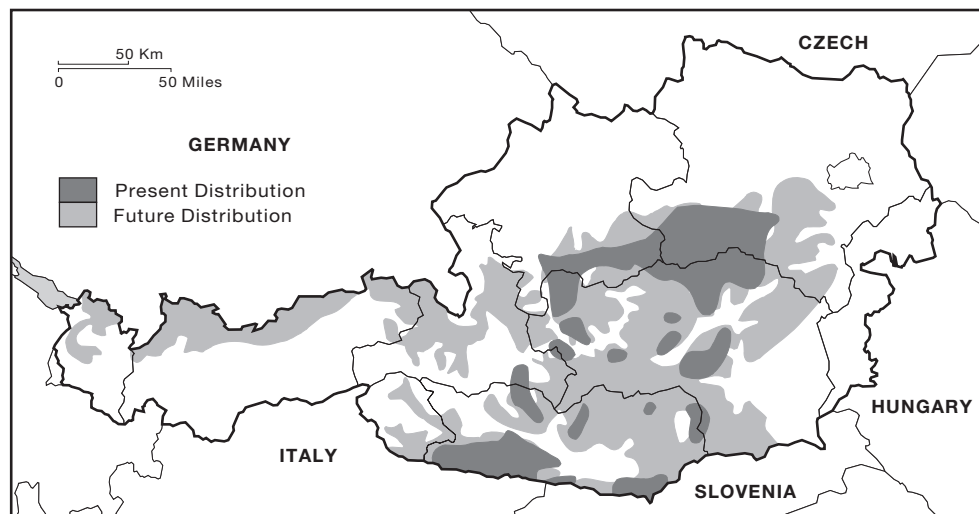 CZECH
50 Km
0 50 Miles
GERMANY
Present Distribution
Future Distribution
HUNGARY
ITALY
SLOVENIA